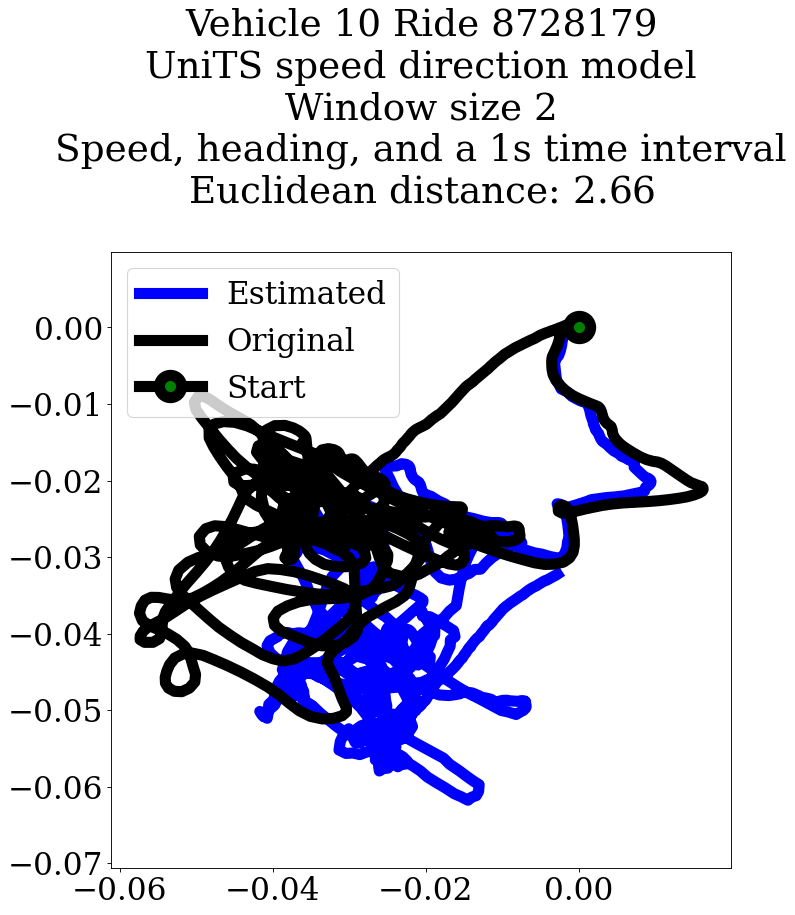 Vehicle 10 Ride 8728179
UniTS speed direction model
Window size 2
Speed, heading, and a 1s time interval
Euclidean distance: 2.66
Estimated
Original
Start
0.00
−0.01
−0.02
−0.03
−0.04
−0.05
−0.06
−0.07
−0.06
−0.04
−0.02
0.00